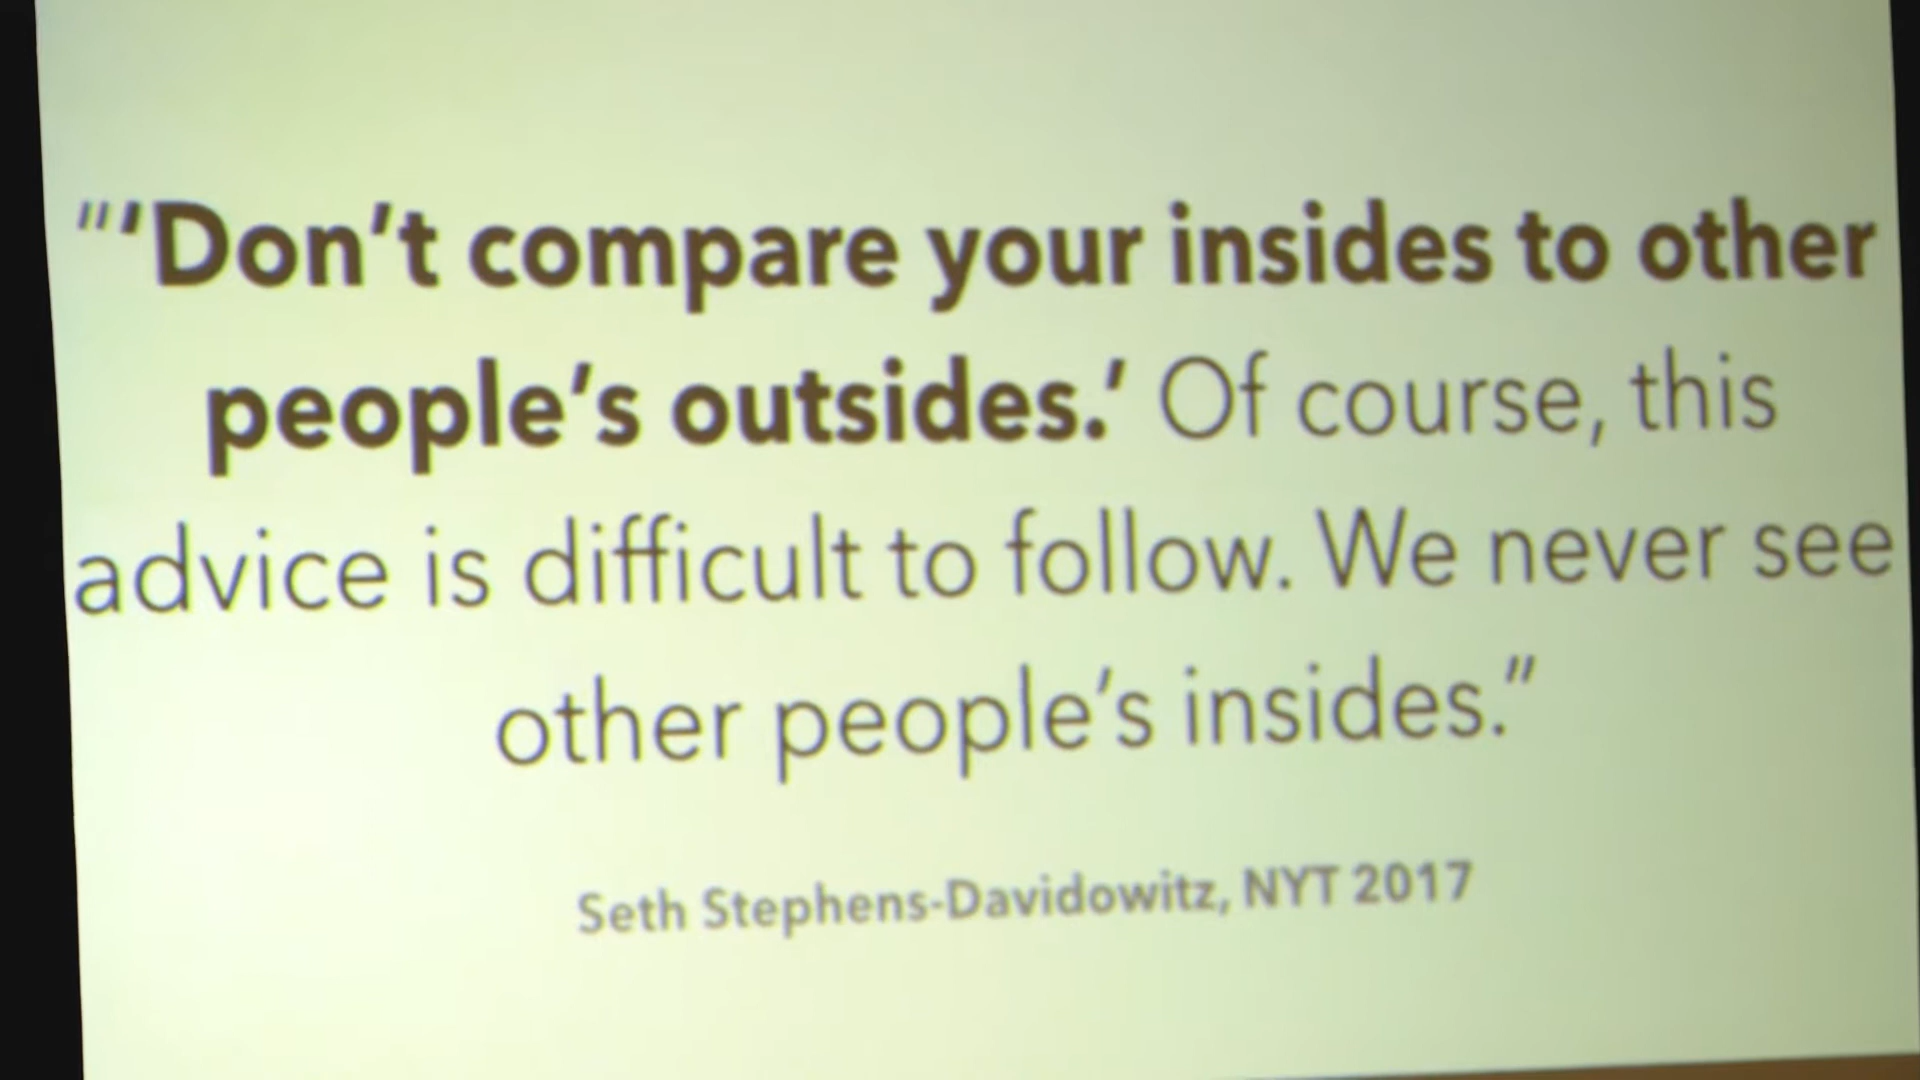 "'Don't compare your insides to other
people's outsides.' Of course, this
advice is difficult to follow. We never see
other people's insides."
Seth Stephens-Davidowitz, NYT 2017